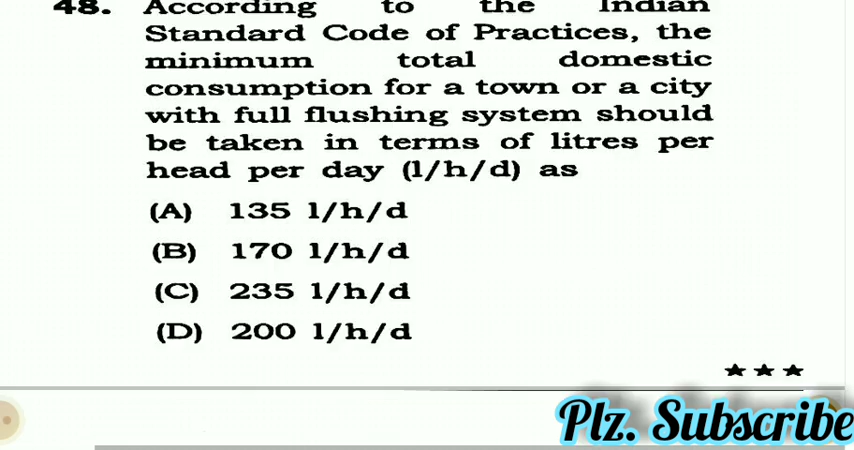 48. According to the Indian
Standard Code of Practices, the
minimum total domestic
consumption for a town or a city
with full flushing system should
be taken in terms of litres per
head per day (l/h/d) as
(A) 135 l/h/d
(B) 170 l/h/d
(C) 235 l/h/d
(D) 200 l/h/d
★★★
Plz. Subscribe